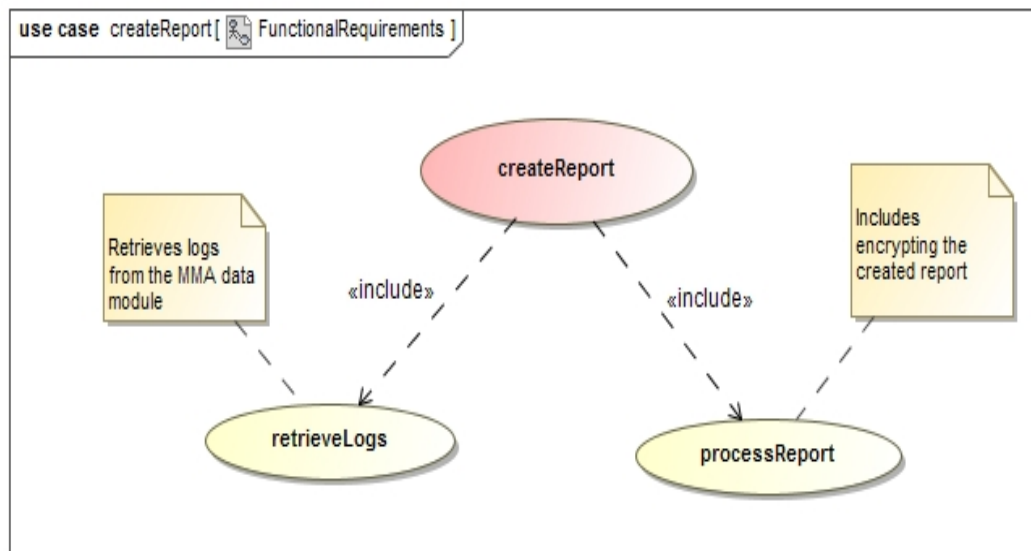 use case createReport[ FunctionalRequirements ]
createReport
Retrieves logs
from the MMA data
module
Includes
encrypting the
created report
«include»
«include»
retrieveLogs
processReport